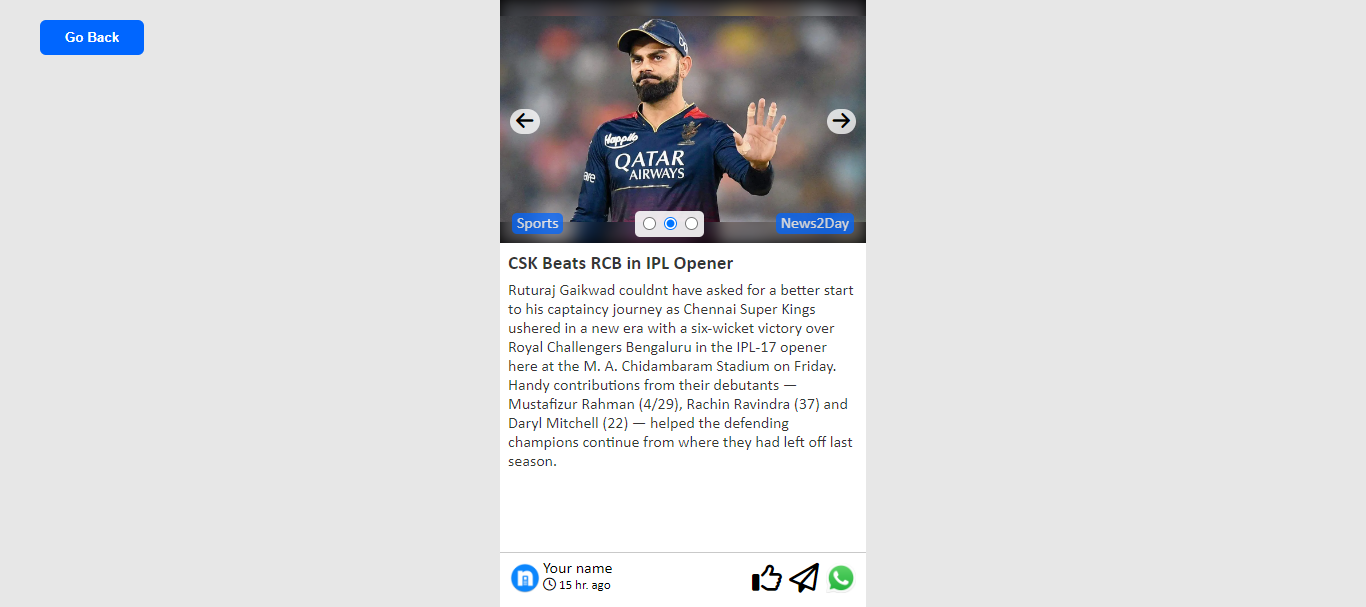 Go Back
Happilo
QATAR
AIRWAYS
Sports
News2Day
CSK Beats RCB in IPL Opener
Ruturaj Gaikwad couldnt have asked for a better start
to his captaincy journey as Chennai Super Kings
ushered in a new era with a six-wicket victory over
Royal Challengers Bengaluru in the IPL-17 opener
here at the M. A. Chidambaram Stadium on Friday.
Handy contributions from their debutants —
Mustafizur Rahman (4/29), Rachin Ravindra (37) and
Daryl Mitchell (22) — helped the defending
champions continue from where they had left off last
season.
Your name
15 hr. ago